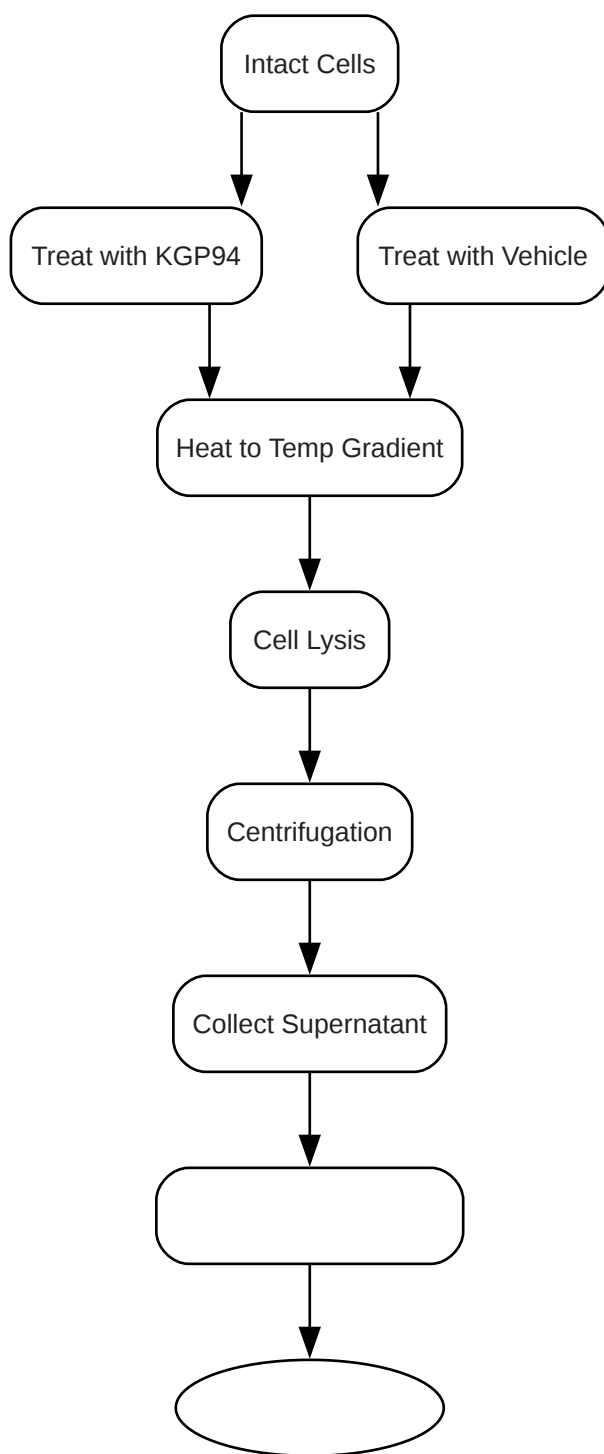 Intact Cells
Treat with KGP94
Treat with Vehicle
Heat to Temp Gradient
Cell Lysis
Centrifugation
Collect Supernatant